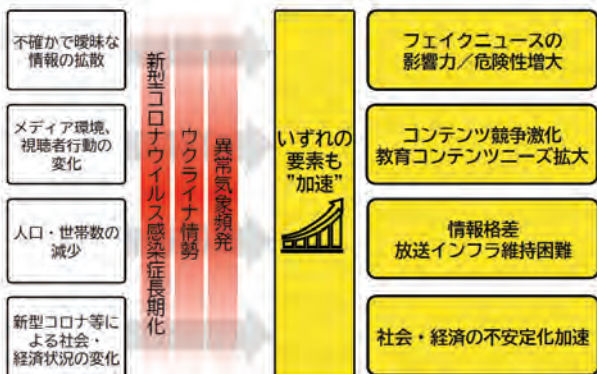 不確かで曖昧な
情報の拡散
メディア環境、
視聴者行動の
変化
人口・世帯数の
減少
新型コロナ等に
よる社会・
経済状況の変化
新型コロナウイルス感染症長期化
ウクライナ情勢
異常気象頻発
いずれの
要素も
”加速”
フェイクニュースの
影響力／危険性増大
コンテンツ競争激化
教育コンテンツニーズ拡大
情報格差
放送インフラ維持困難
社会・経済の不安定化加速